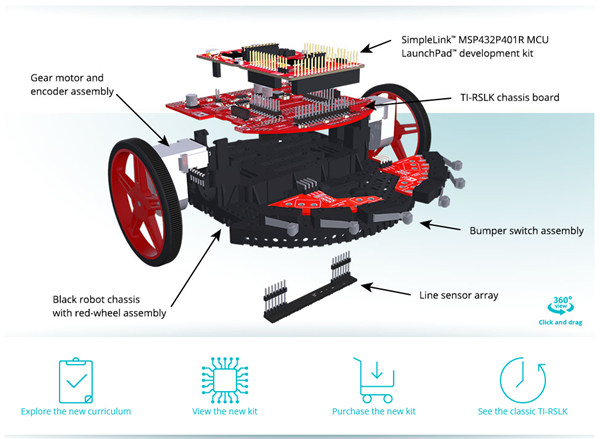 SimpleLink™ MSP432P401R MCU
LaunchPad™ development kit
Gear motor and
encoder assembly
TI-RSLK chassis board
Bumper switch assembly
Black robot chassis
with red-wheel assembly
Line sensor array
360°
VIEW
Click and drag
Explore the new curriculum
View the new kit
Purchase the new kit
See the classic TI-RSLK